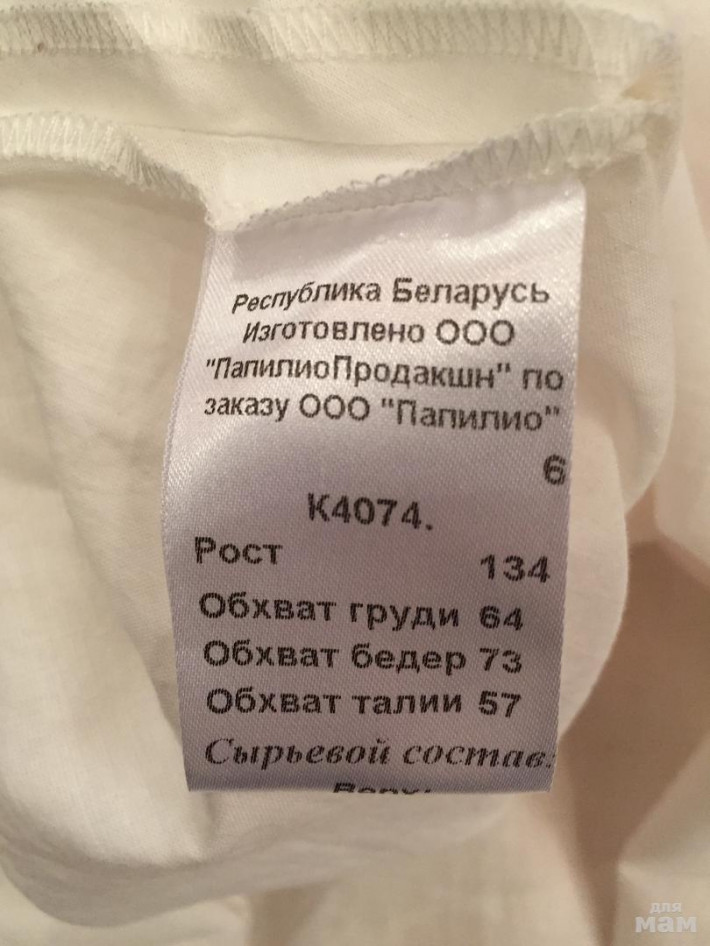 Республика Беларусь
Изготовлено ООО
"ПапилиоПродакшн" по
заказу ООО "Папилио"
6
К4074.
Рост 134
Обхват груди 64
Обхват бедер 73
Обхват талии 57
Сырьевой состав:
Верх:
для
мам